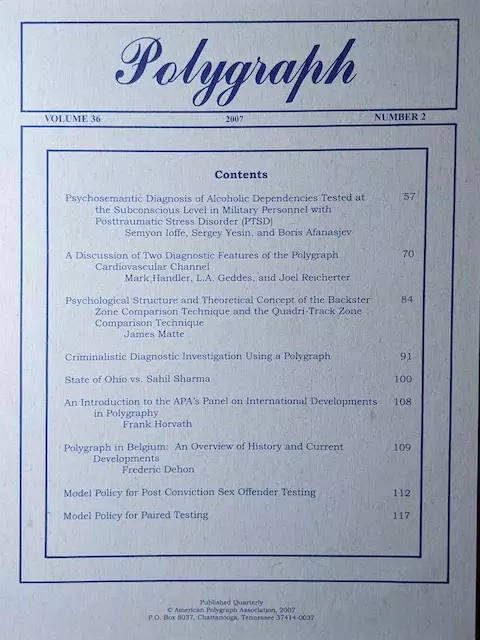 Polygraph
VOLUME 36 2007 NUMBER 2
Contents
Psychosemantic Diagnosis of Alcoholic Dependencies Tested at 57
the Subconscious Level in Military Personnel with
Posttraumatic Stress Disorder (PTSD)
Semyon Ioffe, Sergey Yesin, and Boris Afanasjev
A Discussion of Two Diagnostic Features of the Polygraph 70
Cardiovascular Channel
Mark Handler, L.A. Geddes, and Joel Reicherter
Psychological Structure and Theoretical Concept of the Backster 84
Zone Comparison Technique and the Quadri-Track Zone
Comparison Technique
James Matte
Criminalistic Diagnostic Investigation Using a Polygraph 91
State of Ohio vs. Sahil Sharma 100
An Introduction to the APA's Panel on International Developments 108
in Polygraphy
Frank Horvath
Polygraph in Belgium: An Overview of History and Current 109
Developments
Frederic Dehon
Model Policy for Post Conviction Sex Offender Testing 112
Model Policy for Paired Testing 117
Published Quarterly
© American Polygraph Association, 2007
P.O. Box 8037, Chattanooga, Tennessee 37414-0037